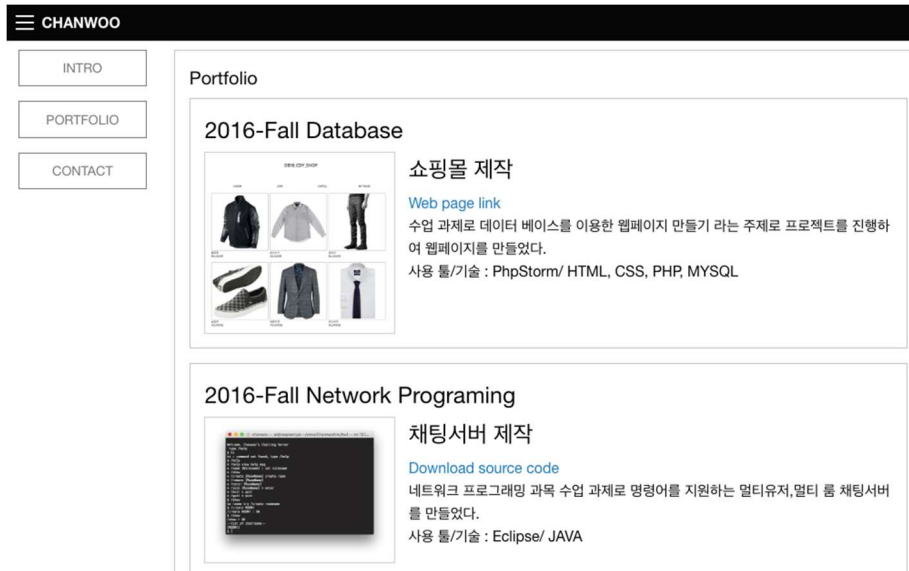 CHANWOO
INTRO
PORTFOLIO
CONTACT
Portfolio
2016-Fall Database
쇼핑몰 제작
Web page link
수업 과제로 데이터 베이스를 이용한 웹페이지 만들기 라는 주제로 프로젝트를 진행하
여 웹페이지를 만들었다.
사용 툴/기술 : PhpStorm/ HTML, CSS, PHP, MYSQL
2016-Fall Network Programing
채팅서버 제작
Download source code
네트워크 프로그래밍 과목 수업 과제로 명령어를 지원하는 멀티유저,멀티 룸 채팅서버
를 만들었다.
사용 툴/기술 : Eclipse/ JAVA